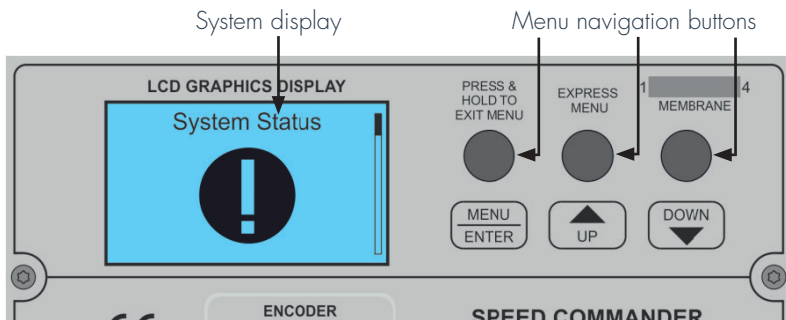 System display
Menu navigation buttons
LCD GRAPHICS DISPLAY
System Status
PRESS &
HOLD TO
EXIT MENU
EXPRESS
MENU
1
4
MEMBRANE
MENU
ENTER
UP
DOWN
ENCODER
SPEED COMMANDER